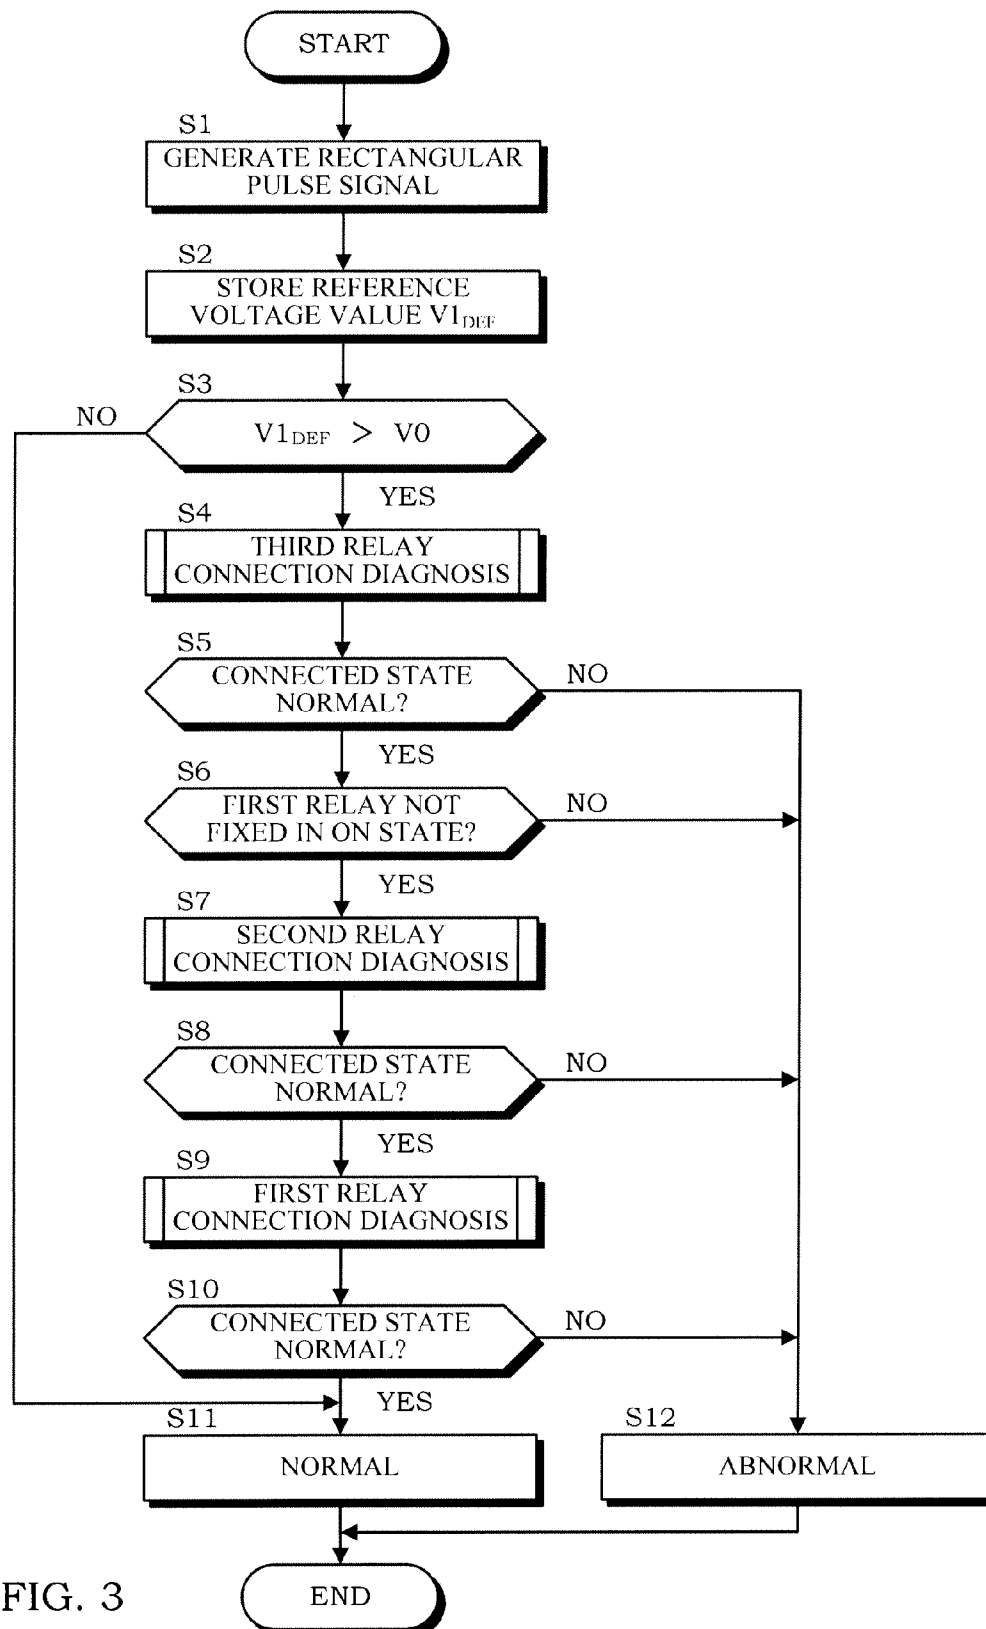 START
S1
GENERATE RECTANGULAR
PULSE SIGNAL
S2
STORE REFERENCE
VOLTAGE VALUE V1DEF
S3
NO
V1DEF > V0
YES
S4
THIRD RELAY
CONNECTION DIAGNOSIS
S5
CONNECTED STATE
NORMAL?
NO
YES
S6
FIRST RELAY NOT
FIXED IN ON STATE?
NO
YES
S7
SECOND RELAY
CONNECTION DIAGNOSIS
S8
CONNECTED STATE
NORMAL?
NO
YES
S9
FIRST RELAY
CONNECTION DIAGNOSIS
S10
CONNECTED STATE
NORMAL?
NO
YES
S11
NORMAL
S12
ABNORMAL
END
FIG. 3